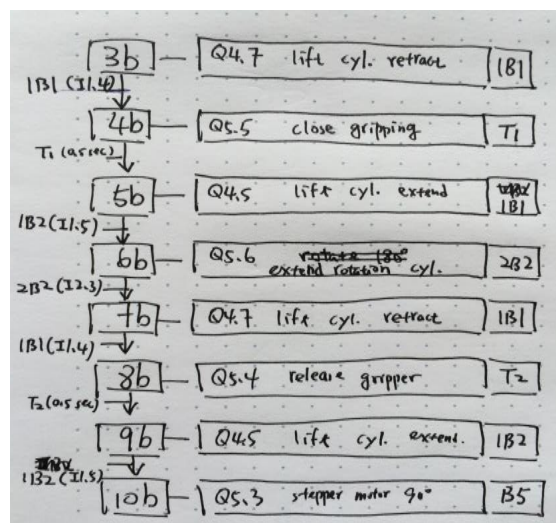 3b Q4.7 lift cyl. retract 1B1
1B1 (I1.4)
4b Q5.5 close gripping T1
T1 (0.5 sec)
5b Q4.5 lift cyl. extend 1B1
1B2 (I1.5)
6b Q5.6 rotate 180° extend rotation cyl. 2B2
2B2 (I2.3)
7b Q4.7 lift cyl. retract 1B1
1B1 (I1.4)
8b Q5.4 release gripper T2
T2 (0.5 sec)
9b Q4.5 lift cyl. extend. 1B2
1B2 (I1.5)
10b Q5.3 stepper motor 90° B5